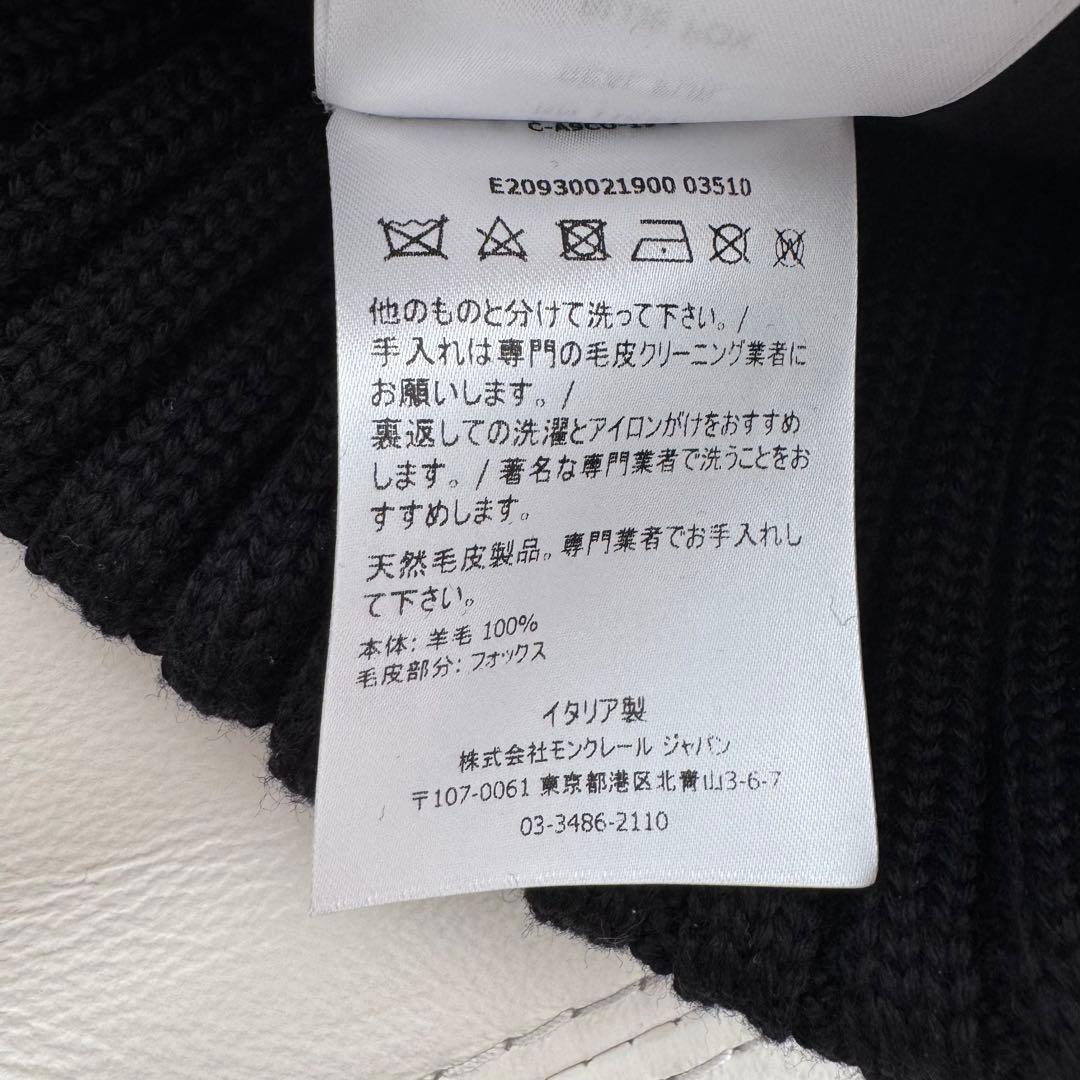 E20930021900 03510
他のものと分けて洗って下さい。/
手入れは専門の毛皮クリーニング業者に
お願いします。/
裏返しての洗濯とアイロンがけをおすすめ
します。/ 著名な専門業者で洗うことをお
すすめします。
天然毛皮製品。専門業者でお手入れし
て下さい。
本体: 羊毛 100%
毛皮部分: フォックス
イタリア製
株式会社モンクレール ジャパン
〒107-0061 東京都港区北青山3-6-7
03-3486-2110